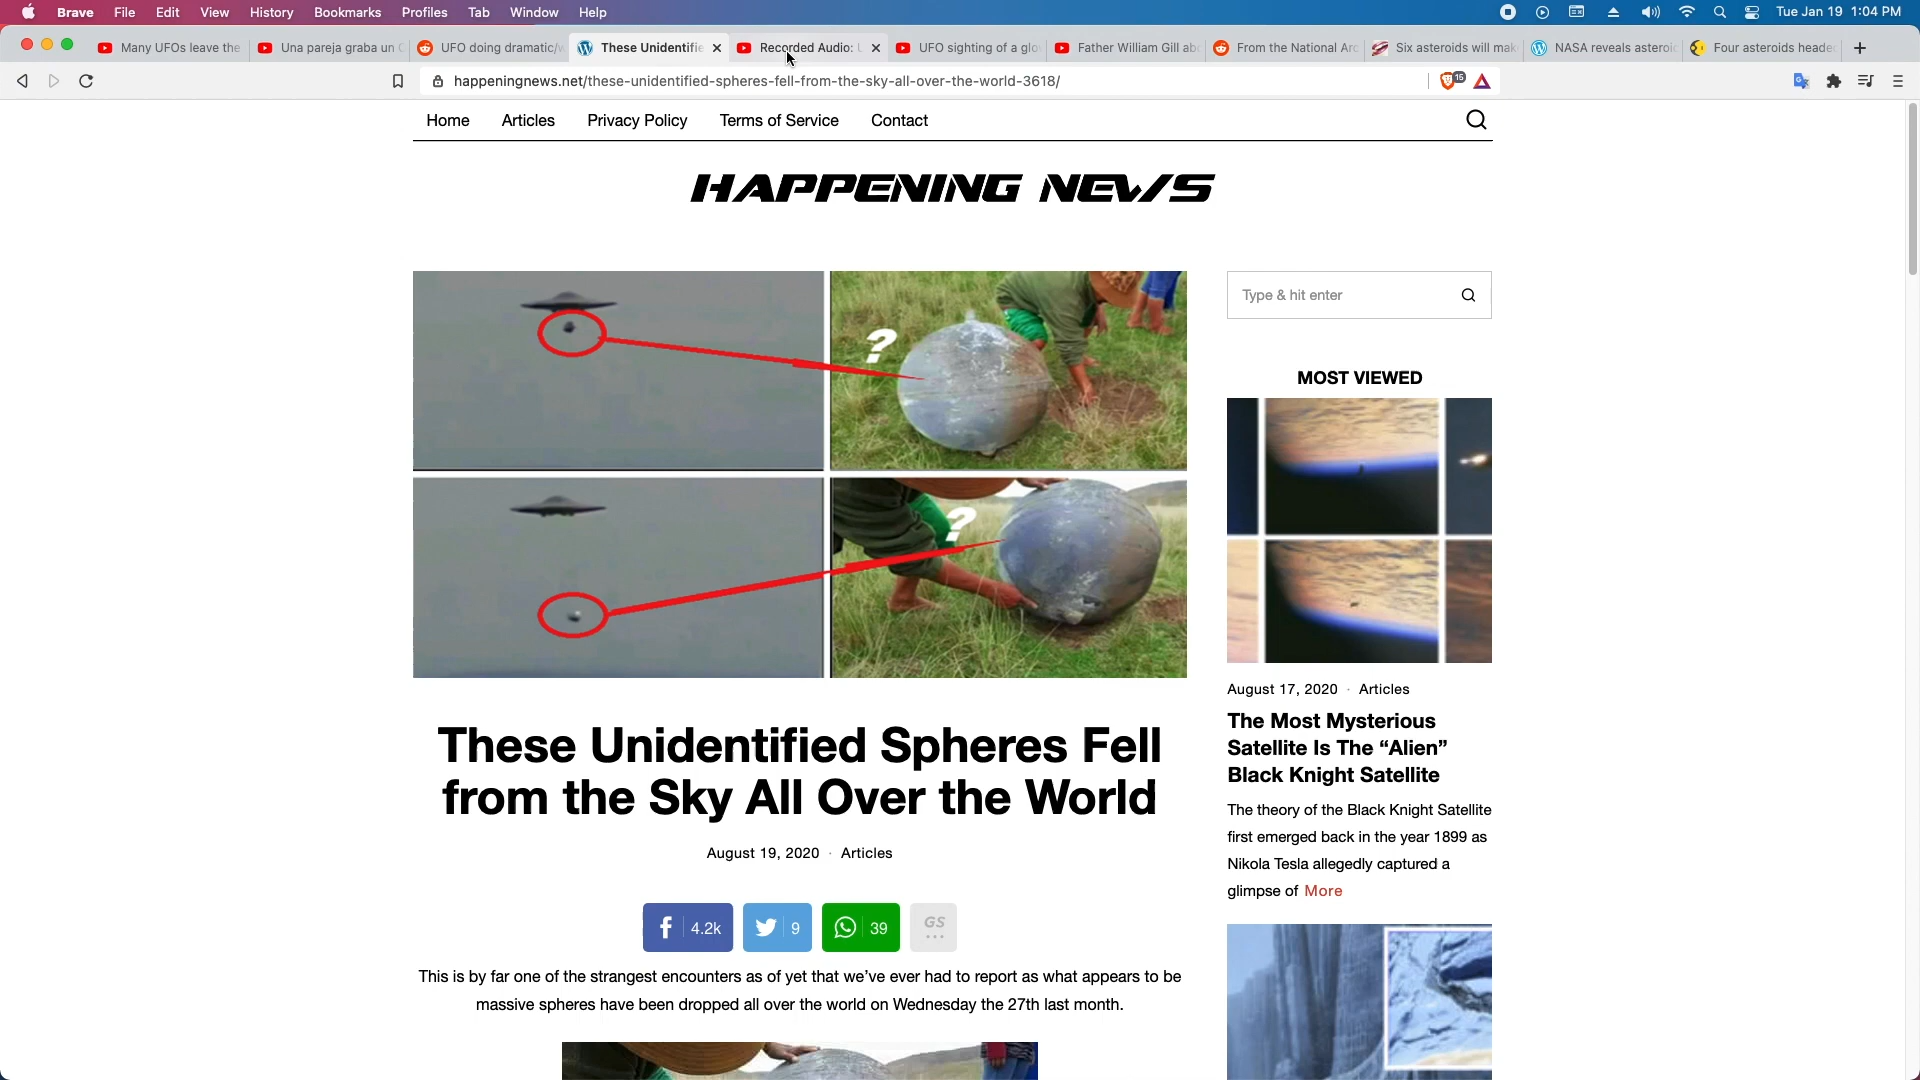 Brave File Edit View History Bookmarks Profiles Tab Window Help Tue Jan 19 1:04 PM
Many UFOs leave the Una pareja graba un UFO doing dramatic/ These Unidentifie Recorded Audio: UFO sighting of a glo Father William Gill ab From the National Arc Six asteroids will mak NASA reveals asteroid Four asteroids heade
happeningnews.net/these-unidentified-spheres-fell-from-the-sky-all-over-the-world-3618/ 15
Home Articles Privacy Policy Terms of Service Contact
HAPPENING NEWS
?
?
Type & hit enter
MOST VIEWED
August 17, 2020 · Articles
The Most Mysterious
Satellite Is The “Alien”
Black Knight Satellite
The theory of the Black Knight Satellite
first emerged back in the year 1899 as
Nikola Tesla allegedly captured a
glimpse of More
These Unidentified Spheres Fell
from the Sky All Over the World
August 19, 2020 · Articles
4.2k 9 39 GS
This is by far one of the strangest encounters as of yet that we’ve ever had to report as what appears to be
massive spheres have been dropped all over the world on Wednesday the 27th last month.